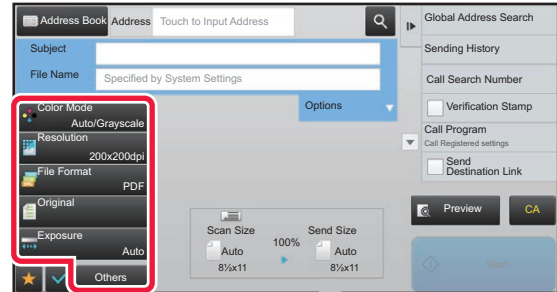 Address Book Address Touch to Input Address
Subject
File Name Specified by System Settings
Options
Color Mode
Auto/Grayscale
Resolution
200x200dpi
File Format
PDF
Original
Exposure
Auto
Others
Scan Size
Auto
8½x11
100%
Send Size
Auto
8½x11
Global Address Search
Sending History
Call Search Number
Verification Stamp
Call Program
Call Registered settings
Send
Destination Link
Preview
CA
Start